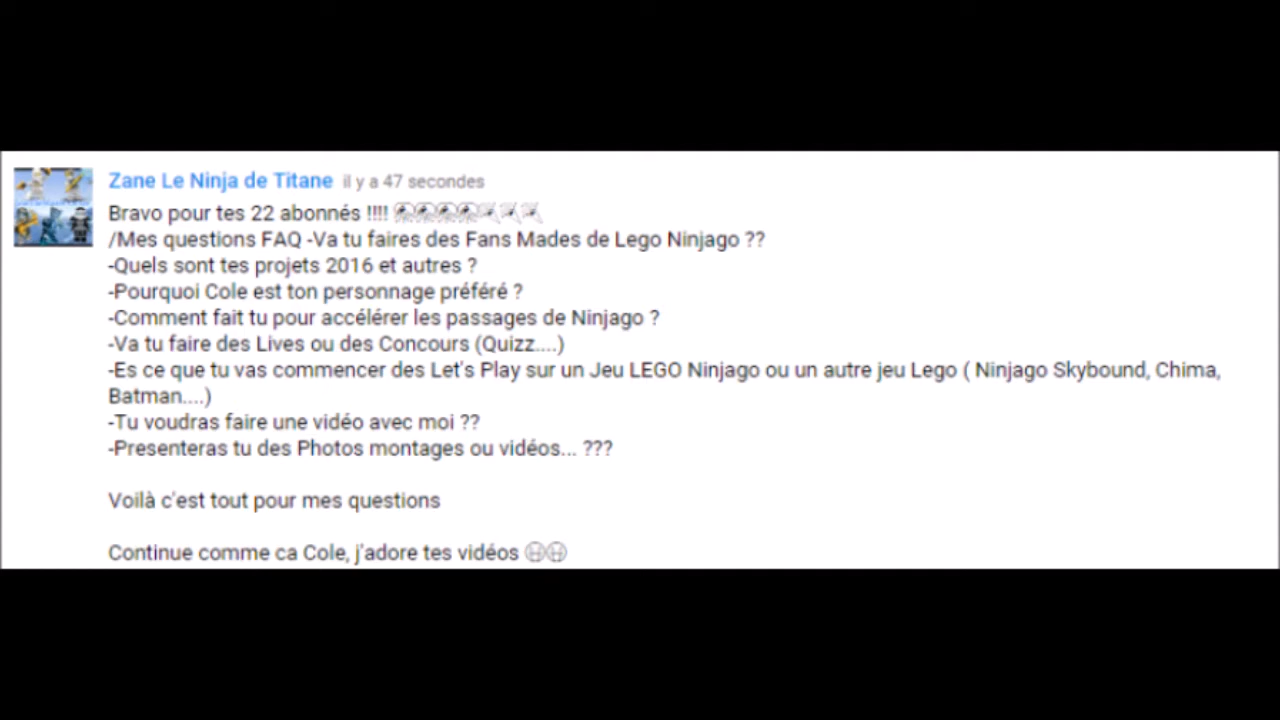 Zane Le Ninja de Titane il y a 47 secondes
Bravo pour tes 22 abonnés !!!!
/Mes questions FAQ -Va tu faires des Fans Mades de Lego Ninjago ??
-Quels sont tes projets 2016 et autres ?
-Pourquoi Cole est ton personnage préféré ?
-Comment fait tu pour accélérer les passages de Ninjago ?
-Va tu faire des Lives ou des Concours (Quizz....)
-Es ce que tu vas commencer des Let's Play sur un Jeu LEGO Ninjago ou un autre jeu Lego ( Ninjago Skybound, Chima,
Batman....)
-Tu voudras faire une vidéo avec moi ??
-Presenteras tu des Photos montages ou vidéos... ???
Voilà c'est tout pour mes questions
Continue comme ca Cole, j'adore tes vidéos